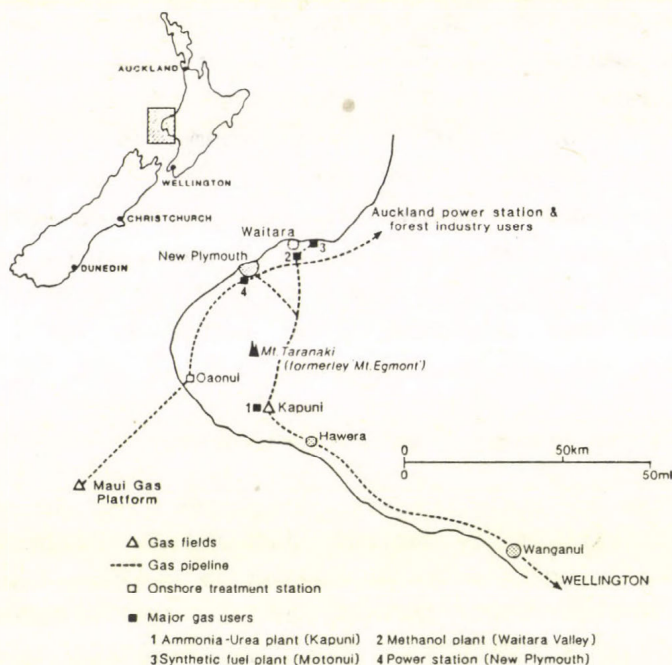 AUCKLAND
WELLINGTON
CHRISTCHURCH
DUNEDIN
Auckland power station &
forest industry users
Waitara
3
2
New Plymouth
4
Mt. Taranaki
(formerley 'Mt. Egmont')
Oaonui
1 Kapuni
Hawera
0 50km
0 50ml
Maui Gas
Platform
Wanganui
WELLINGTON
Gas fields
Gas pipeline
Onshore treatment station
Major gas users
1 Ammonia-Urea plant (Kapuni) 2 Methanol plant (Waitara Valley)
3 Synthetic fuel plant (Motonui) 4 Power station (New Plymouth)